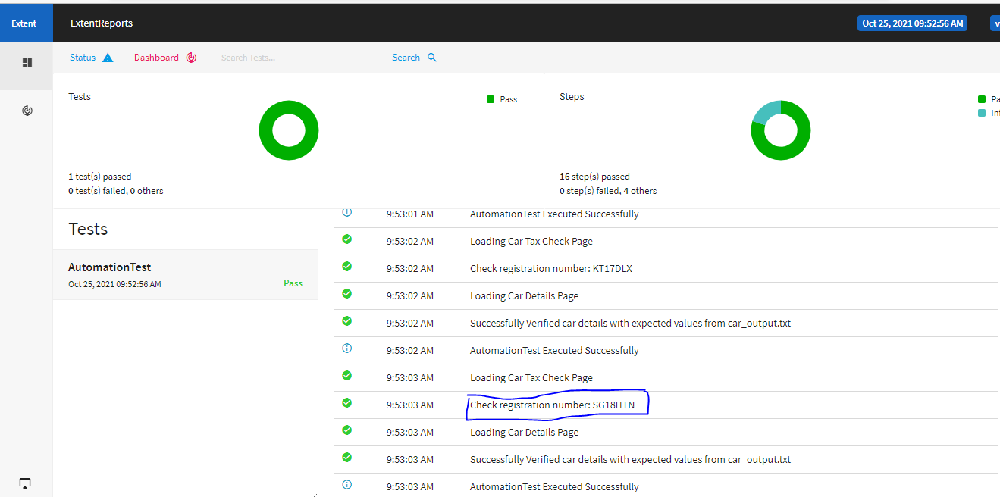 Extent ExtentReports Oct 25, 2021 09:52:56 AM
Status Dashboard Search Tests... Search
Tests Pass
1 test(s) passed
0 test(s) failed, 0 others
Steps
16 step(s) passed
0 step(s) failed, 4 others
Tests
AutomationTest
Oct 25, 2021 09:52:56 AM Pass
9:53:01 AM AutomationTest Executed Successfully
9:53:02 AM Loading Car Tax Check Page
9:53:02 AM Check registration number: KT17DLX
9:53:02 AM Loading Car Details Page
9:53:02 AM Successfully Verified car details with expected values from car_output.txt
9:53:02 AM AutomationTest Executed Successfully
9:53:03 AM Loading Car Tax Check Page
9:53:03 AM Check registration number: SG18HTN
9:53:03 AM Loading Car Details Page
9:53:03 AM Successfully Verified car details with expected values from car_output.txt
9:53:03 AM AutomationTest Executed Successfully